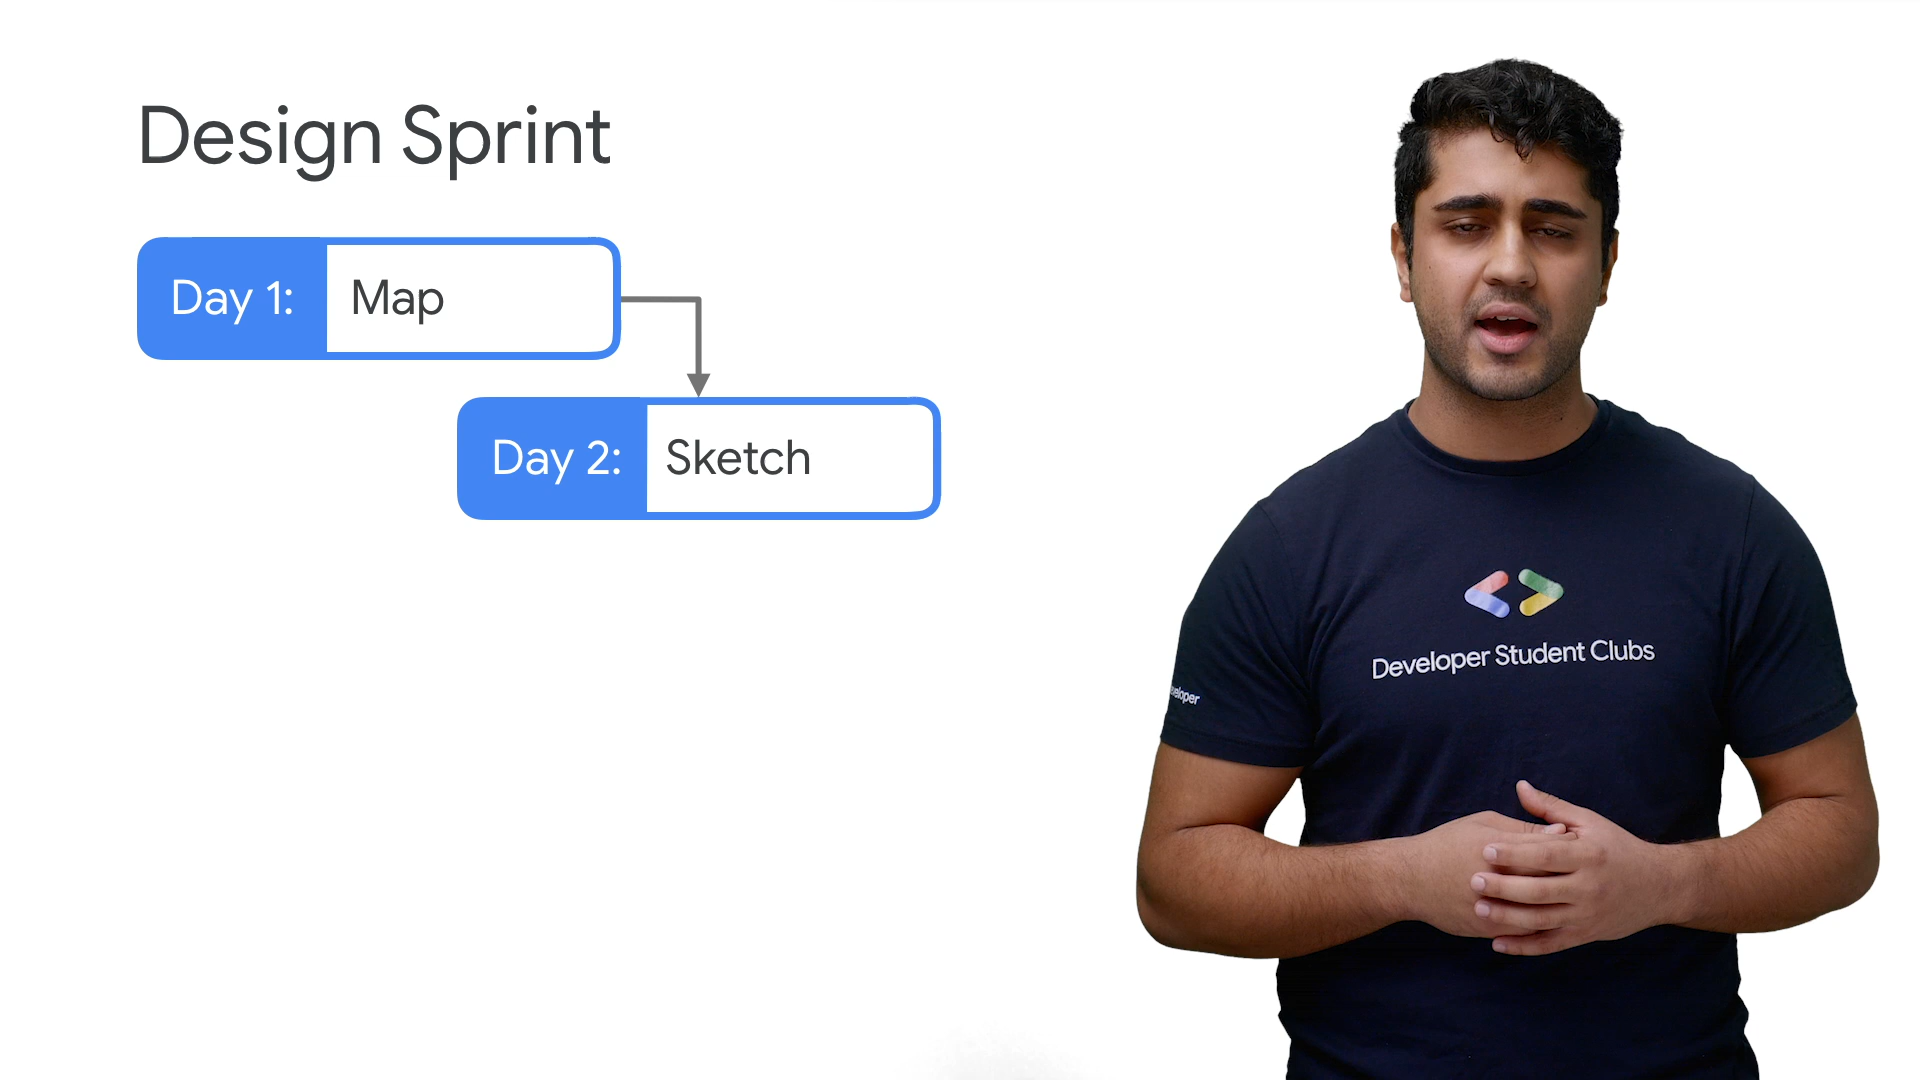 Design Sprint
Day 1: Map
Day 2: Sketch
Developer Student Clubs